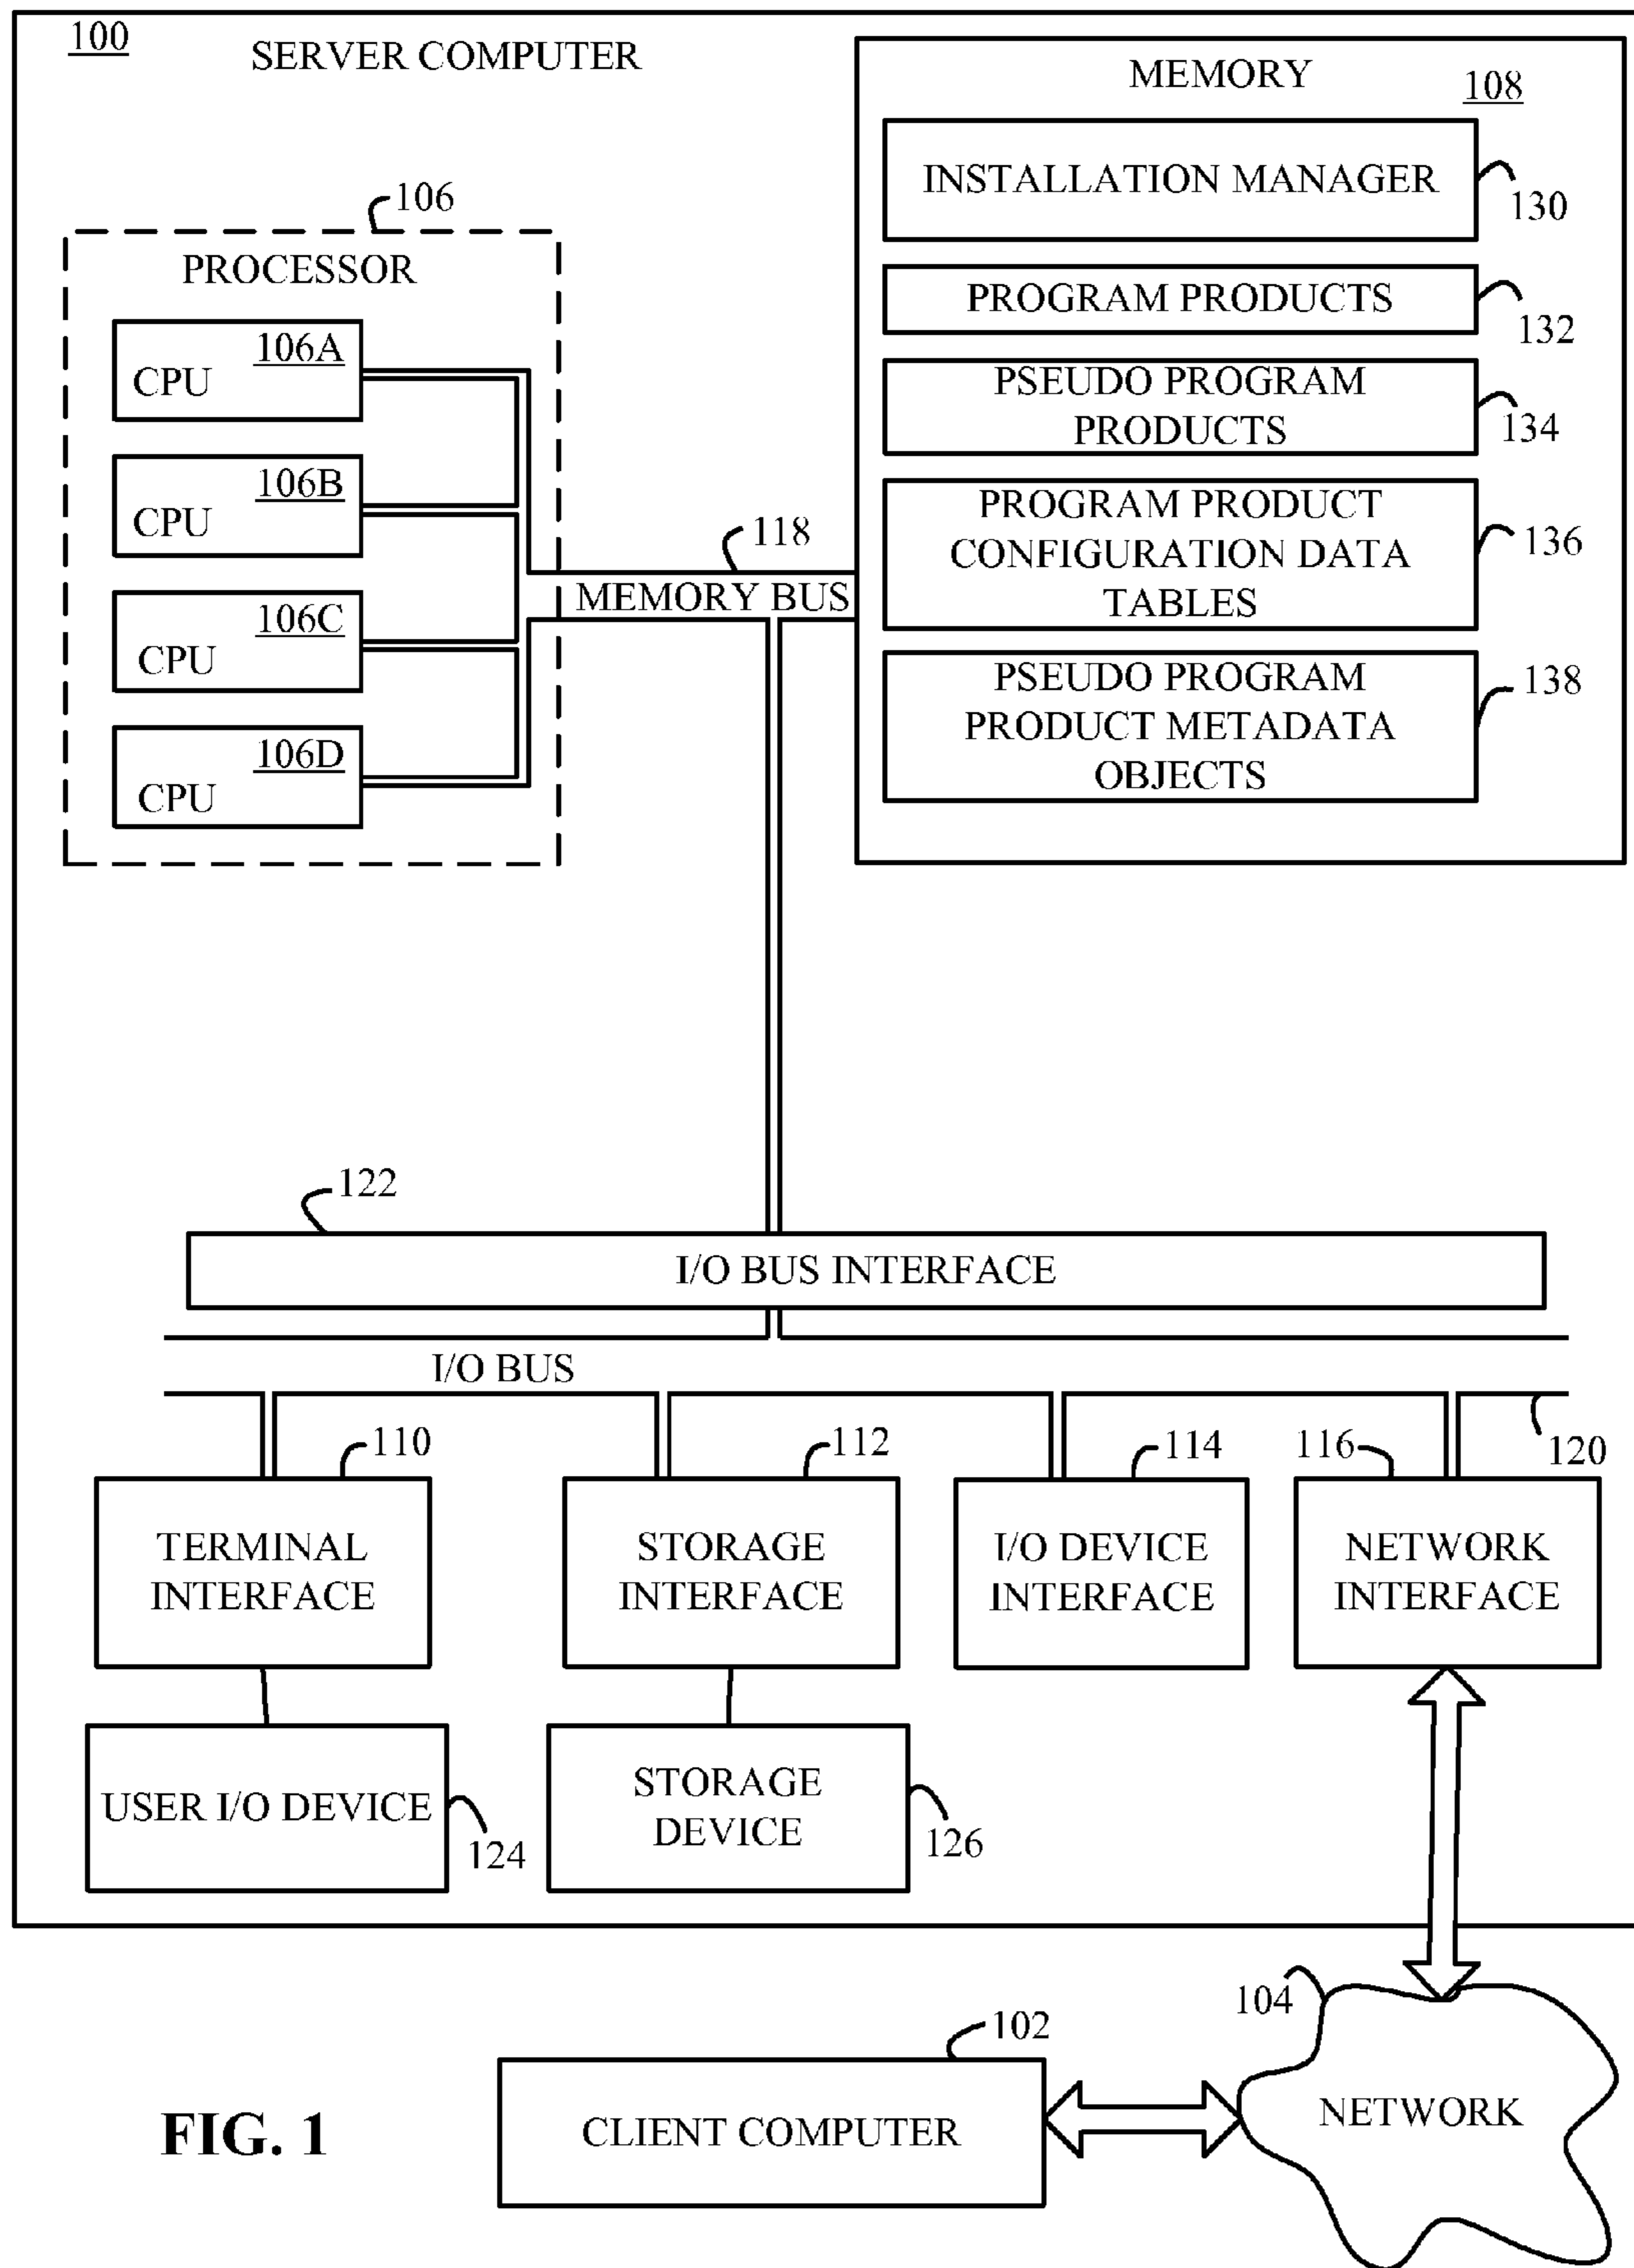 100
SERVER COMPUTER
MEMORY
108
INSTALLATION MANAGER
130
PROGRAM PRODUCTS
132
PSEUDO PROGRAM
PRODUCTS
134
PROGRAM PRODUCT
CONFIGURATION DATA
TABLES
136
PSEUDO PROGRAM
PRODUCT METADATA
OBJECTS
138
106
PROCESSOR
106A
CPU
106B
CPU
106C
CPU
106D
CPU
118
MEMORY BUS
122
I/O BUS INTERFACE
I/O BUS
120
110
TERMINAL
INTERFACE
112
STORAGE
INTERFACE
114
I/O DEVICE
INTERFACE
116
NETWORK
INTERFACE
USER I/O DEVICE
124
STORAGE
DEVICE
126
104
NETWORK
102
CLIENT COMPUTER
FIG. 1